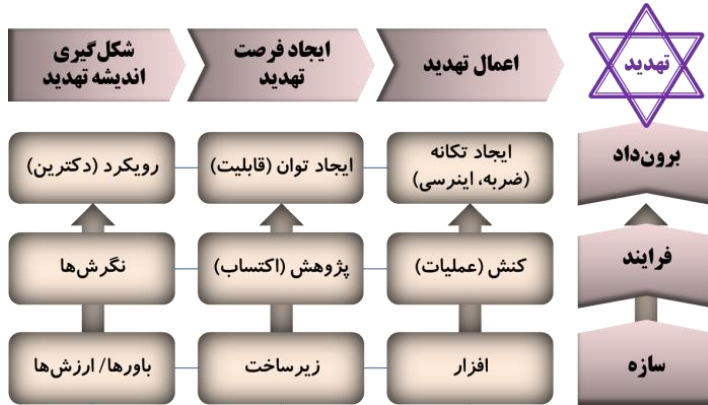 شکل‌گیری
اندیشه تهدید
ایجاد فرصت
تهدید
اعمال تهدید
تهدید
رویکرد (دکترین)
ایجاد توان (قابلیت)
ایجاد تکانه
(ضربه، اینرسی)
برون‌داد
نگرش‌ها
پژوهش (اکتساب)
کنش (عملیات)
فرایند
باورها/ ارزش‌ها
زیرساخت
افزار
سازه